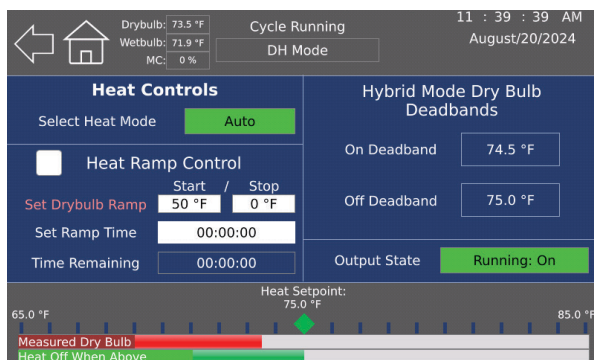 Drybulb: 73.5 °F
Wetbulb: 71.9 °F
MC: 0 %
Cycle Running
DH Mode
11 : 39 : 39 AM
August/20/2024
Heat Controls
Select Heat Mode Auto
Heat Ramp Control
Start / Stop
Set Drybulb Ramp 50 °F 0 °F
Set Ramp Time 00:00:00
Time Remaining 00:00:00
Hybrid Mode Dry Bulb
Deadbands
On Deadband 74.5 °F
Off Deadband 75.0 °F
Output State Running: On
Heat Setpoint:
75.0 °F
65.0 °F 85.0 °F
Measured Dry Bulb
Heat Off When Above